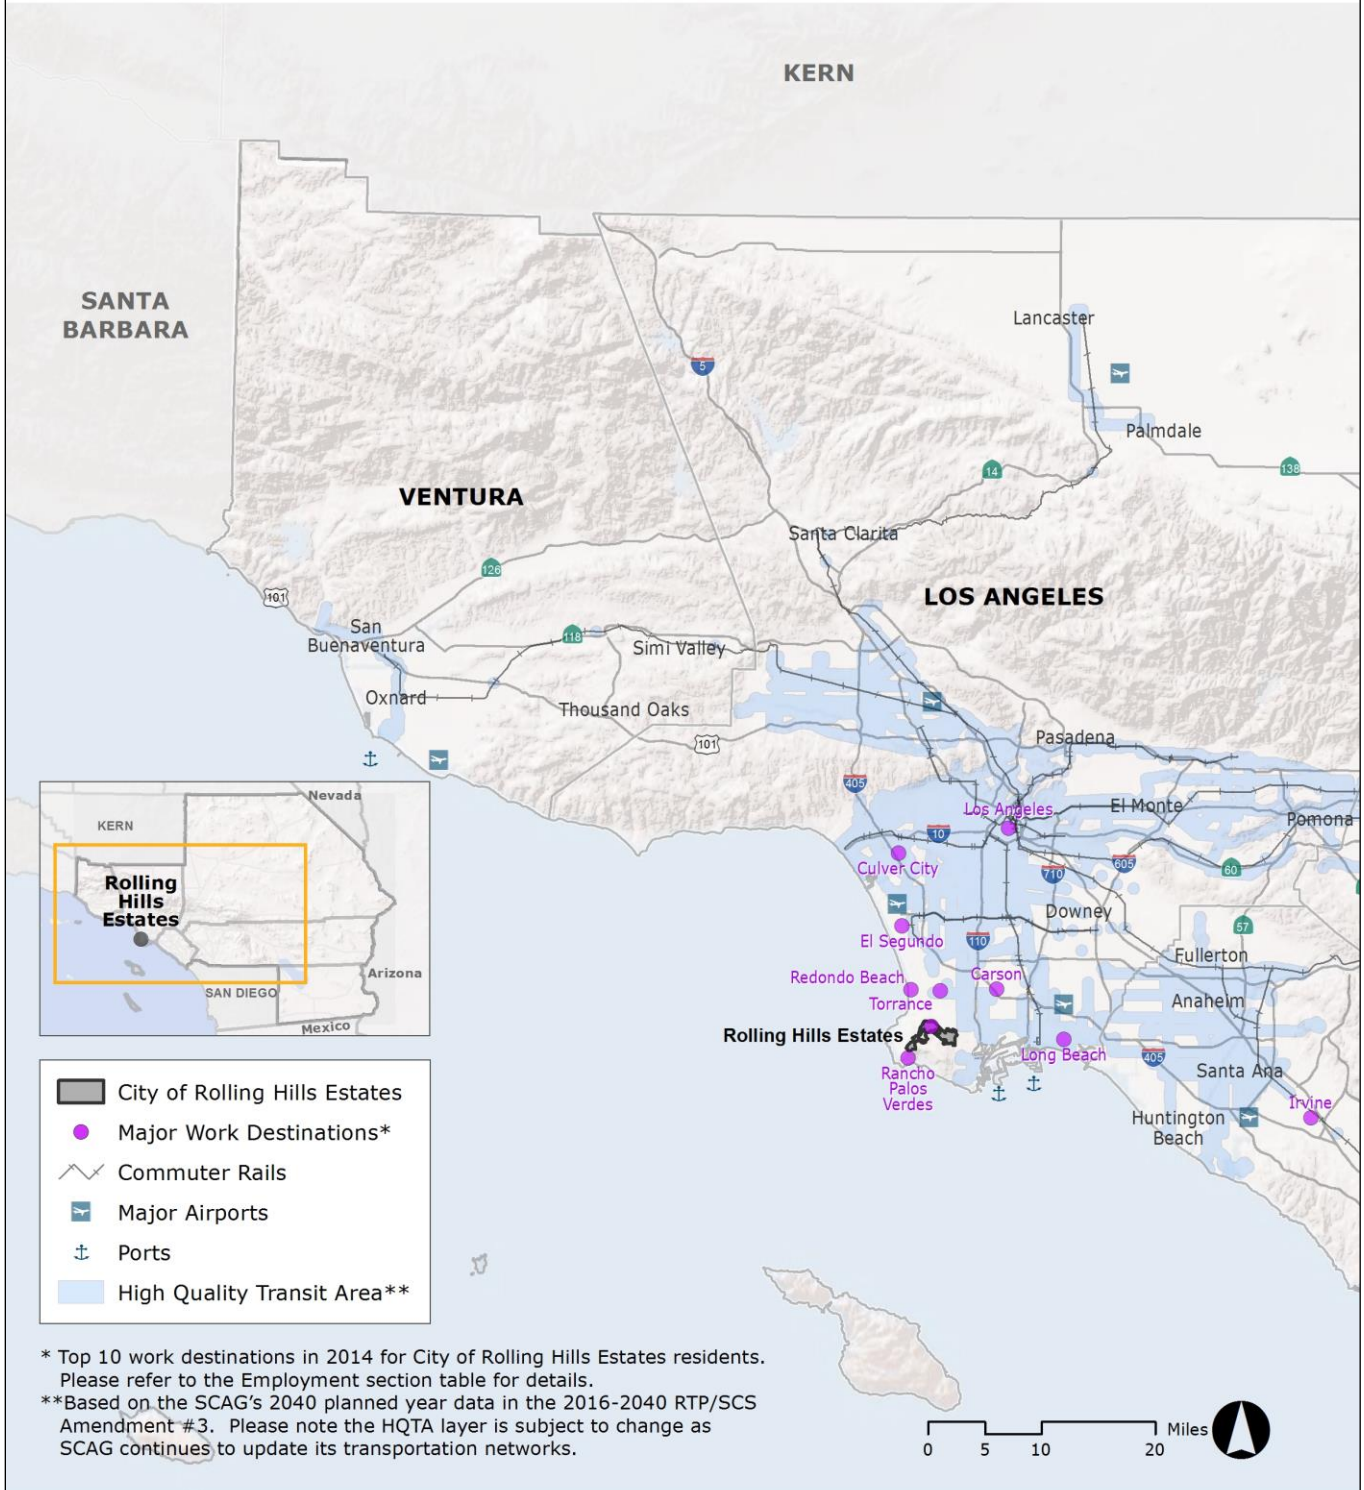 KERN
SANTA
BARBARA
Lancaster
5
Palmdale
14
138
VENTURA
Santa Clarita
126
LOS ANGELES
101
San
Buenaventura
118
Simi Valley
Oxnard
Thousand Oaks
101
Pasadena
405
Los Angeles
El Monte
Pomona
10
Culver City
710
605
60
Downey
57
El Segundo
110
Fullerton
Redondo Beach
Carson
Torrance
Anaheim
Rolling Hills Estates
Long Beach
405
Rancho
Palos
Verdes
Santa Ana
Irvine
Huntington
Beach
Nevada
KERN
Rolling
Hills
Estates
Arizona
SAN DIEGO
Mexico
City of Rolling Hills Estates
Major Work Destinations*
Commuter Rails
Major Airports
Ports
High Quality Transit Area**
* Top 10 work destinations in 2014 for City of Rolling Hills Estates residents.
Please refer to the Employment section table for details.
**Based on the SCAG's 2040 planned year data in the 2016-2040 RTP/SCS
Amendment #3. Please note the HQTA layer is subject to change as
SCAG continues to update its transportation networks.
0 5 10 20 Miles